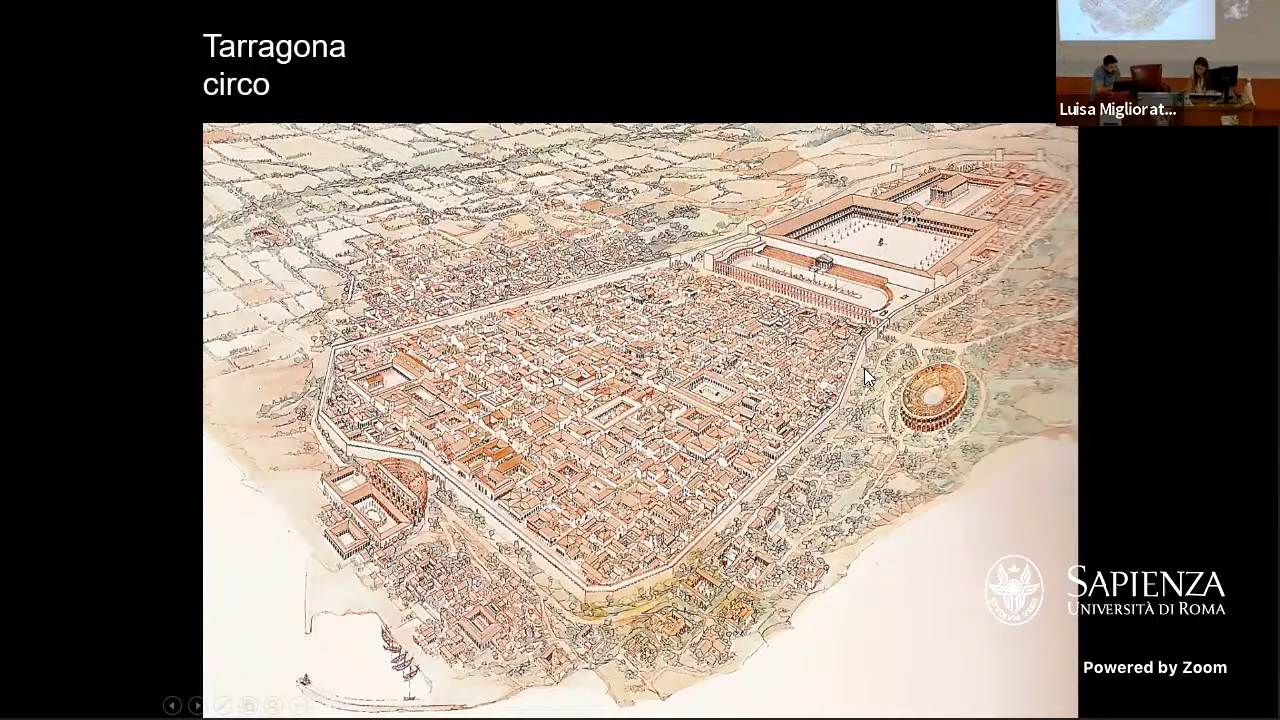 Tarragona
circo
Luisa Migliorat...
SAPIENZA
UNIVERSITÀ DI ROMA
Powered by Zoom